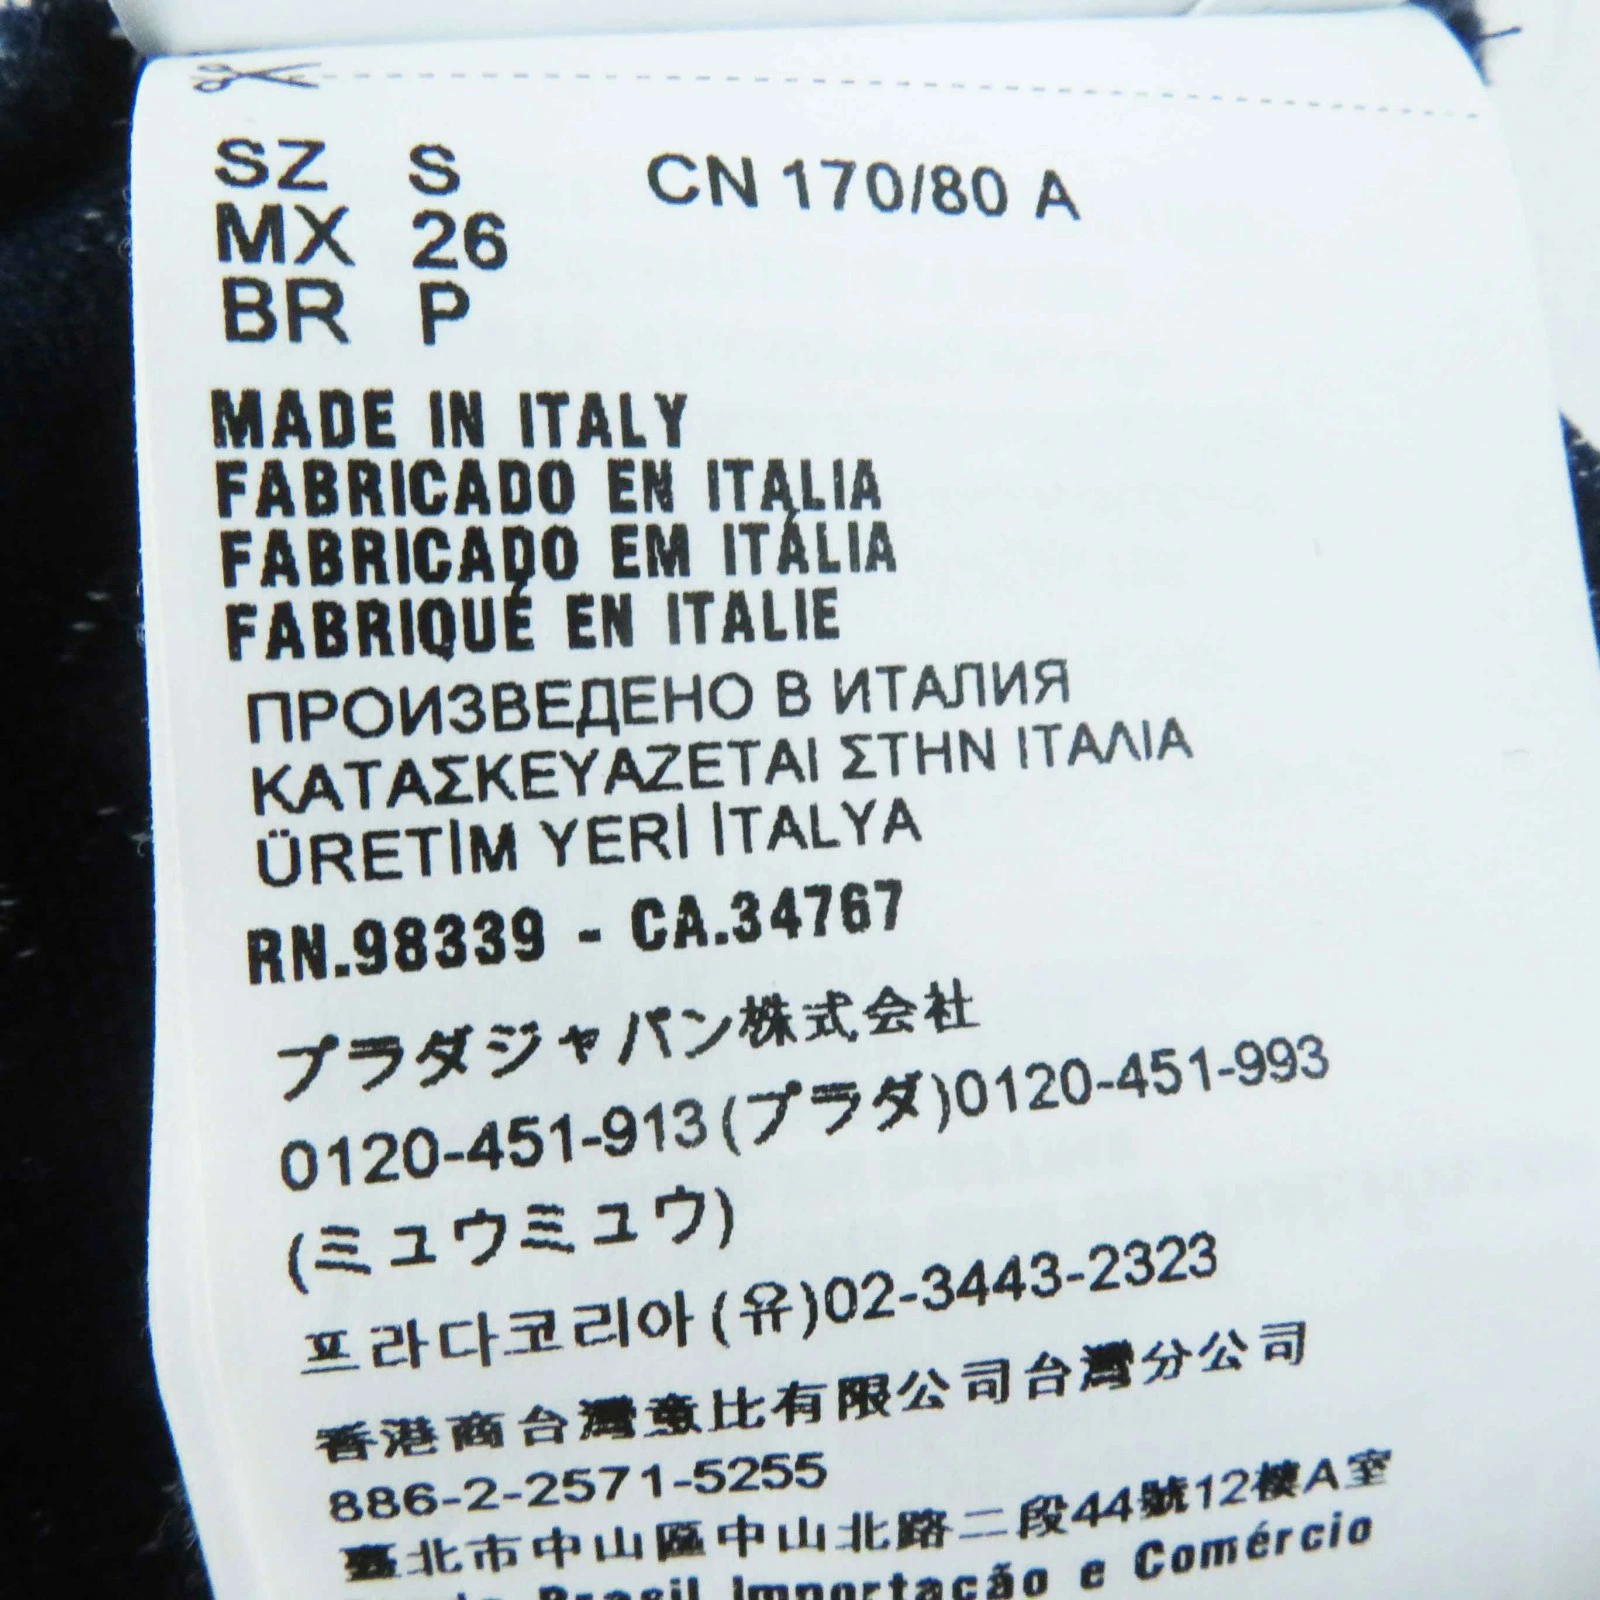 SZ S CN 170/80 A
MX 26
BR P
MADE IN ITALY
FABRICADO EN ITALIA
FABRICADO EM ITÁLIA
FABRIQUÉ EN ITALIE
ПРОИЗВЕДЕНО В ИТАЛИЯ
ΚΑΤΑΣΚΕΥΑΖΕΤΑΙ ΣΤΗΝ ΙΤΑΛΙΑ
ÜRETİM YERİ İTALYA
RN.98339 - CA.34767
プラダジャパン株式会社
0120-451-913(プラダ)0120-451-993
(ミュウミュウ)
프라다코리아(유)02-3443-2323
香港商台灣意比有限公司台灣分公司
886-2-2571-5255
臺北市中山區中山北路二段44號12樓A室
Brasil Importação e Comércio